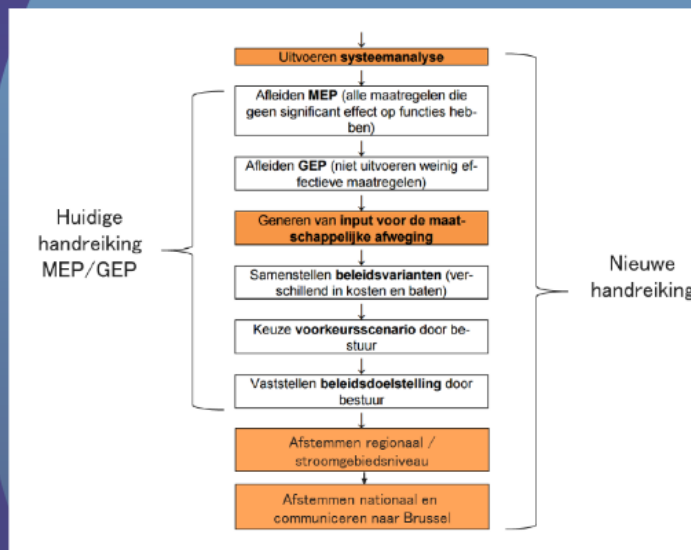 Uitvoeren systeemanalyse
Afleiden MEP (alle maatregelen die
geen significant effect op functies heb-
ben)
Afleiden GEP (niet uitvoeren weinig ef-
fectieve maatregelen)
Generen van input voor de maat-
schappelijke afweging
Samenstellen beleidsvarianten (ver-
schillend in kosten en baten)
Keuze voorkeursscenario door be-
stuur
Vaststellen beleidsdoelstelling door
bestuur
Afstemmen regionaal /
stroomgebiedsniveau
Afstemmen nationaal en
communiceren naar Brussel
Huidige
handreiking
MEP/GEP
Nieuwe
handreiking